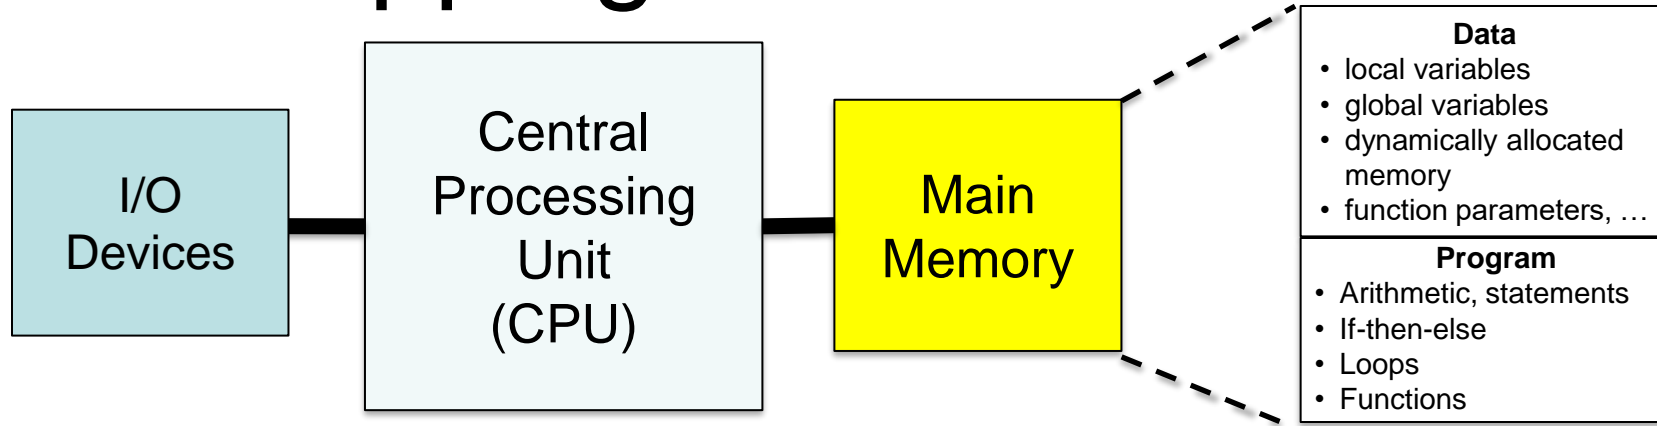 I/O
Devices
Central
Processing
Unit
(CPU)
Main
Memory
Data
• local variables
• global variables
• dynamically allocated
memory
• function parameters, …
Program
• Arithmetic, statements
• If-then-else
• Loops
• Functions